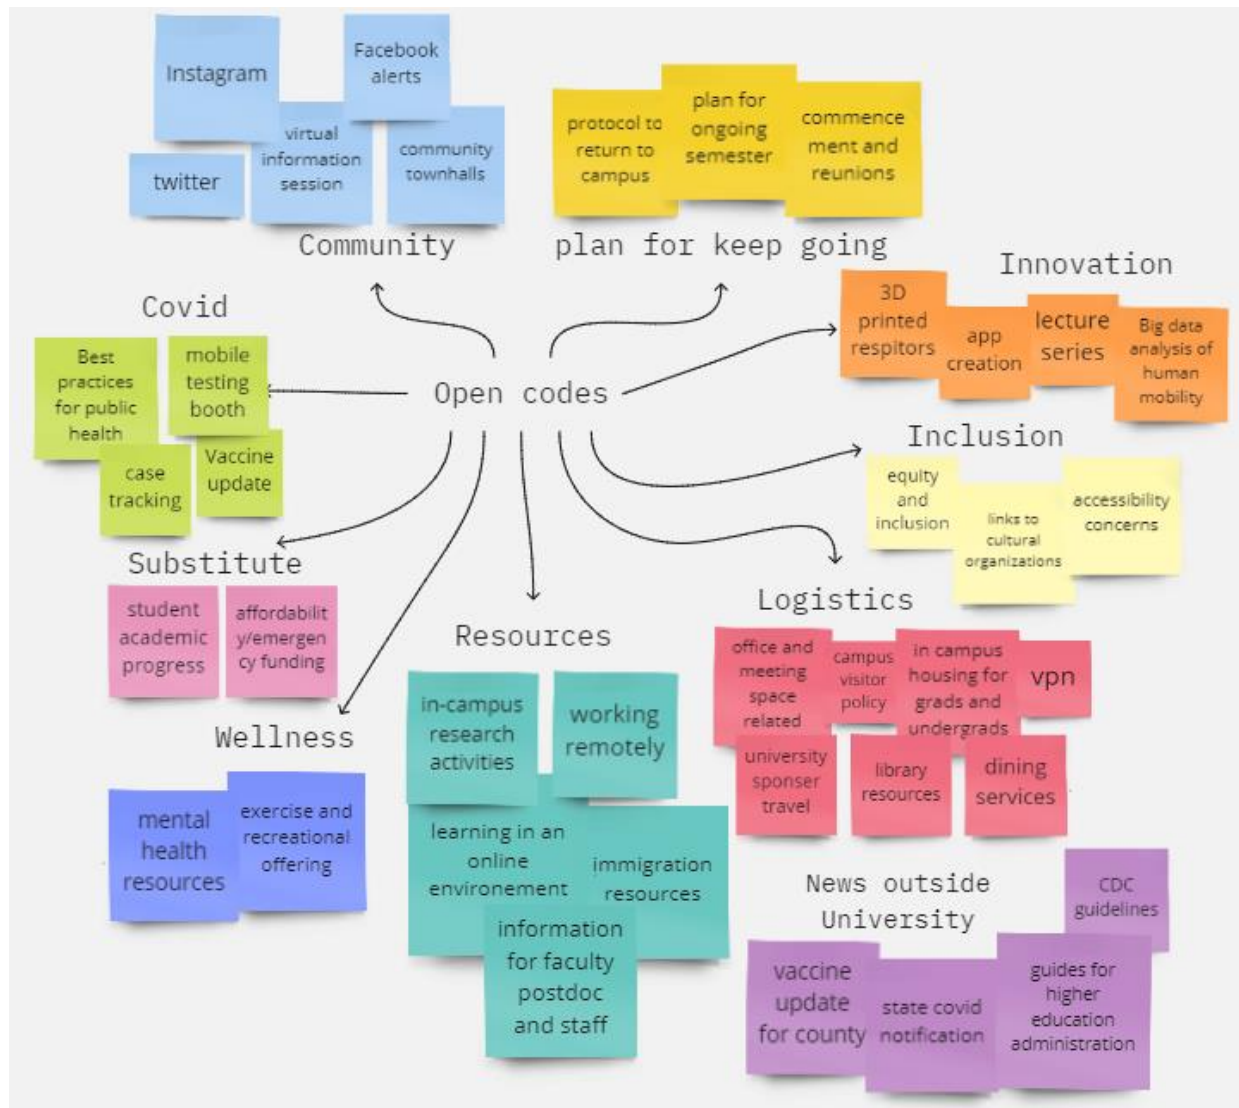 Instagram
Facebook
alerts
virtual
information
session
community
townhalls
twitter
Community
protocol to
return to
campus
plan for
ongoing
semester
commence
ment and
reunions
plan for keep going
Innovation
3D
printed
respitors
app
creation
lecture
series
Big data
analysis of
human
mobility
Covid
Best
practices
for public
health
mobile
testing
booth
case
tracking
Vaccine
update
Open codes
Inclusion
equity
and
inclusion
links to
cultural
organizations
accessibility
concerns
Substitute
student
academic
progress
affordabilit
y/emergen
cy funding
Logistics
office and
meeting
space
related
campus
visitor
policy
in campus
housing for
grads and
undergrads
vpn
university
sponser
travel
library
resources
dining
services
Resources
in-campus
research
activities
working
remotely
learning in an
online
environement
immigration
resources
information
for faculty
postdoc
and staff
Wellness
mental
health
resources
exercise and
recreational
offering
News outside
University
CDC
guidelines
vaccine
update
for county
state covid
notification
guides for
higher
education
administration